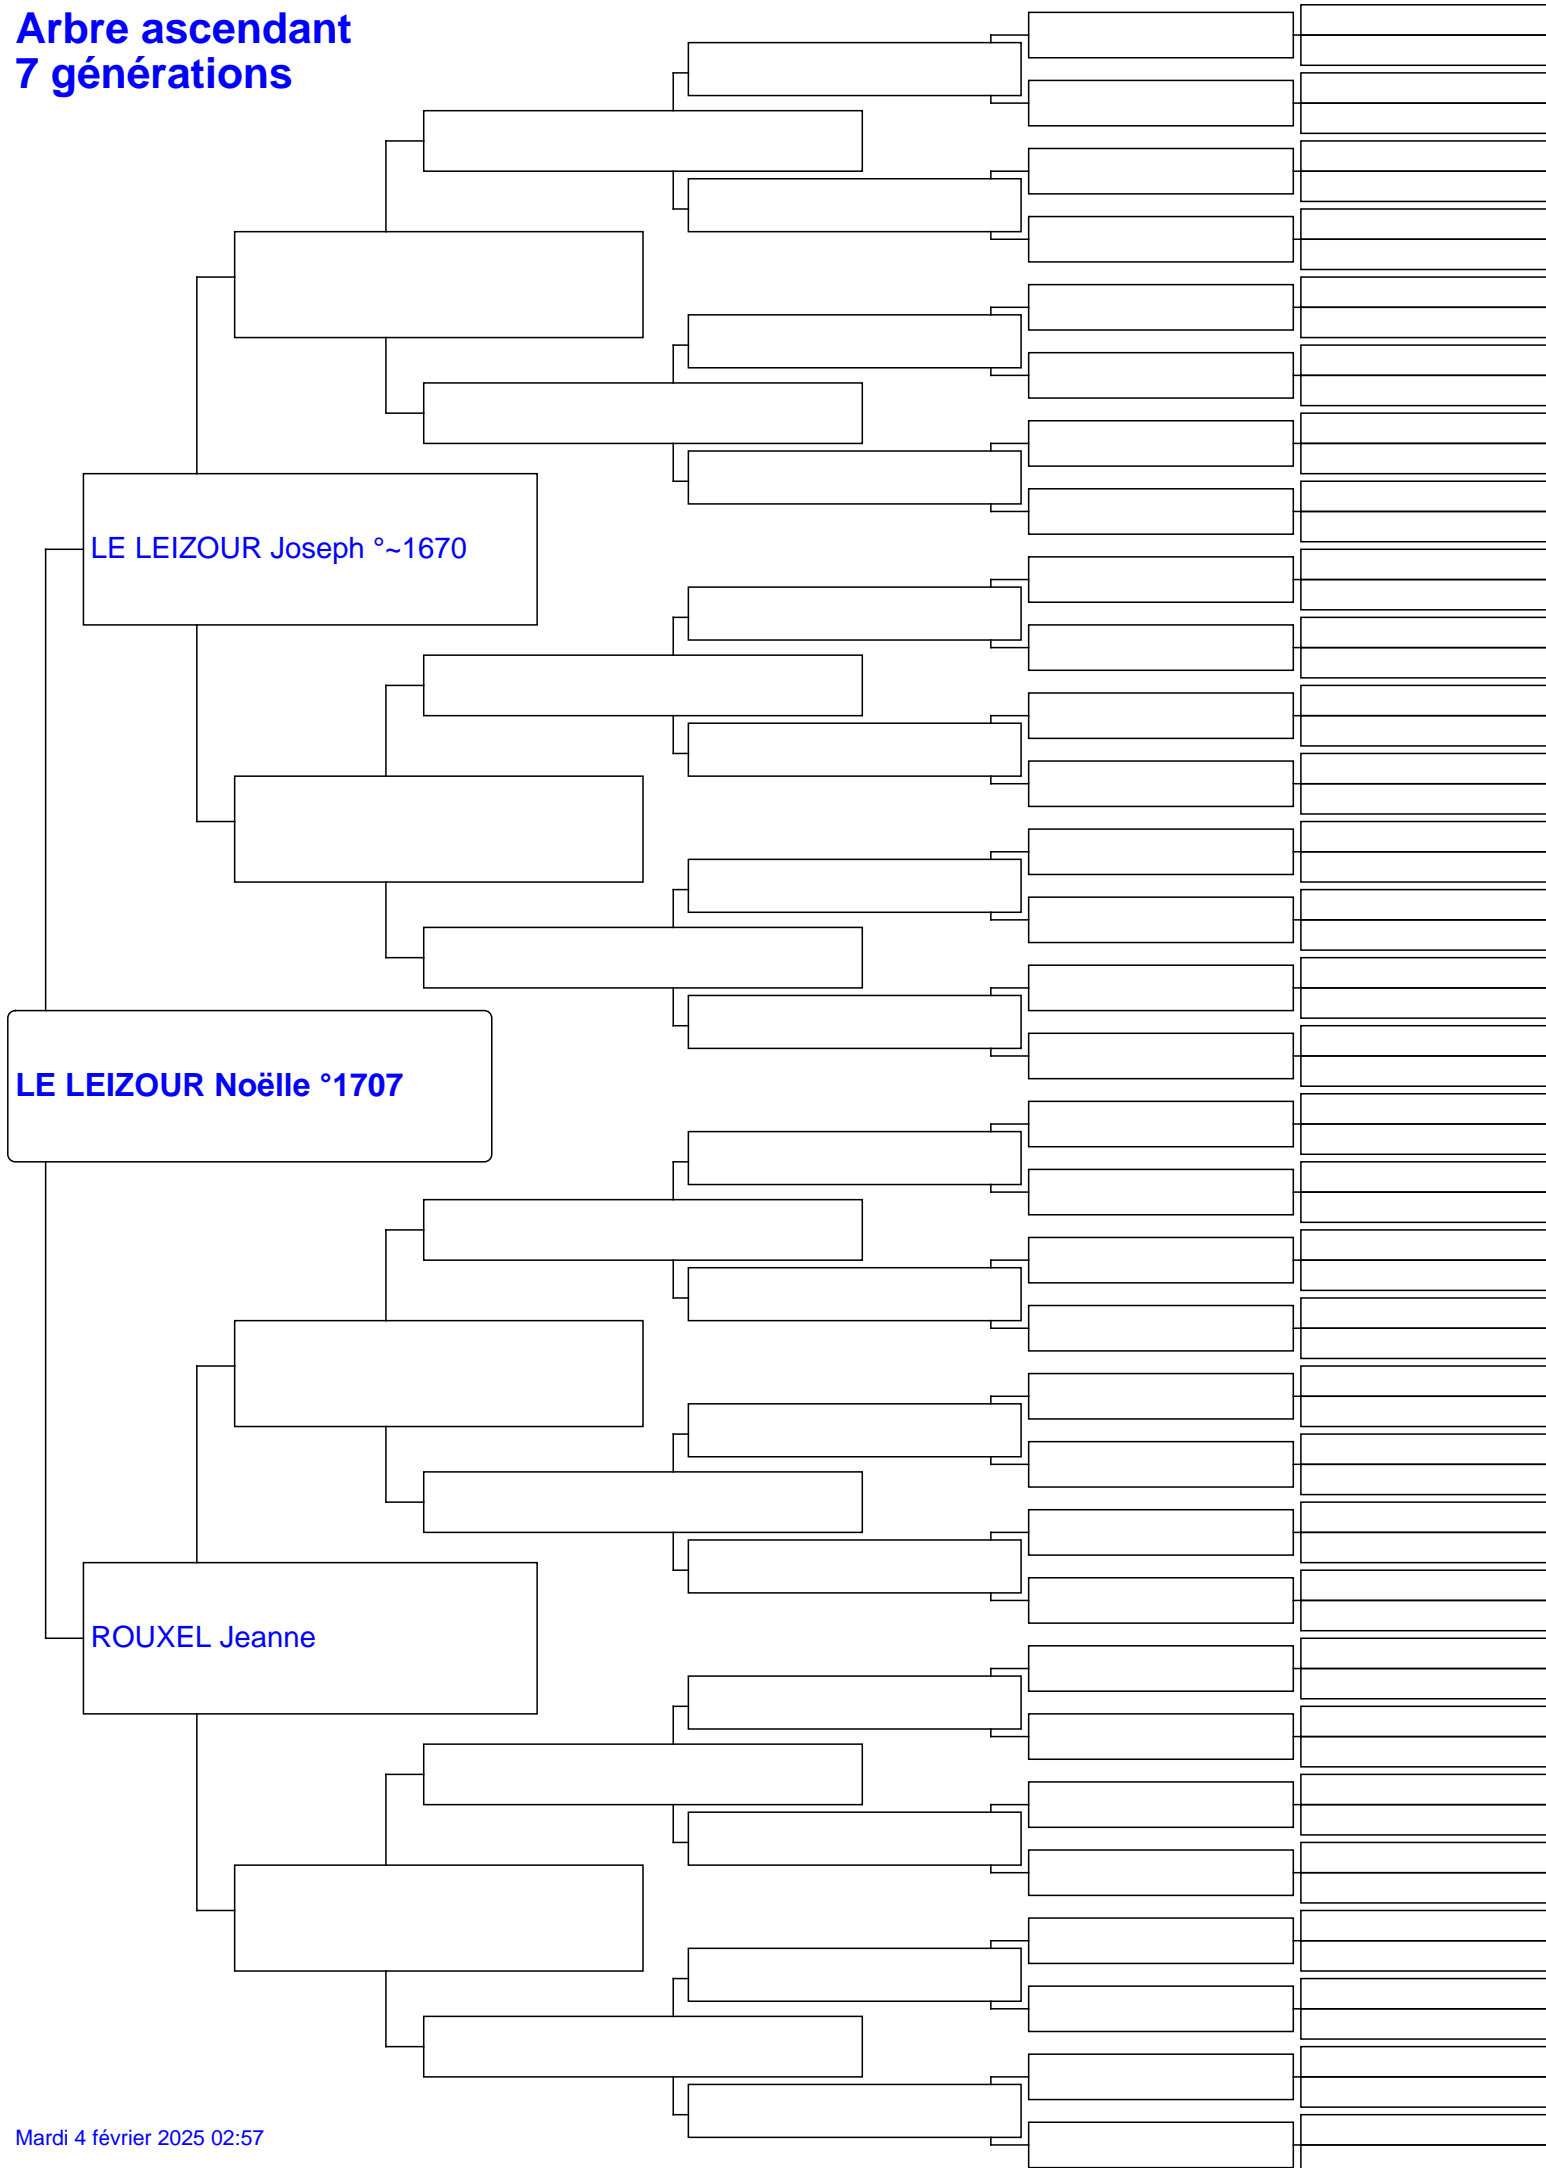 Arbre ascendant
7 générations
LE LEIZOUR Joseph °~1670
LE LEIZOUR Noëlle °1707
ROUXEL Jeanne
Mardi 4 février 2025 02:57